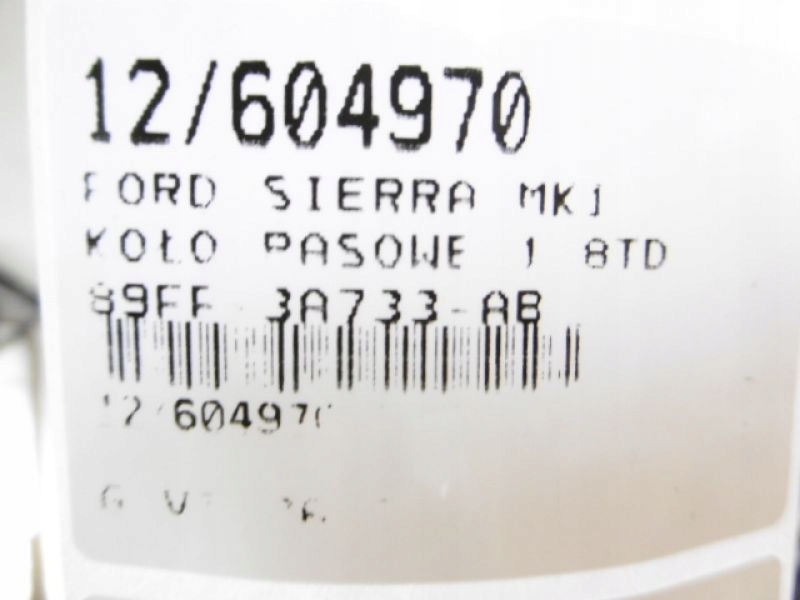 12/604970
FORD SIERRA MK1
KOŁO PASOWE 1 8TD
89FF 3A733-AB
12/604970